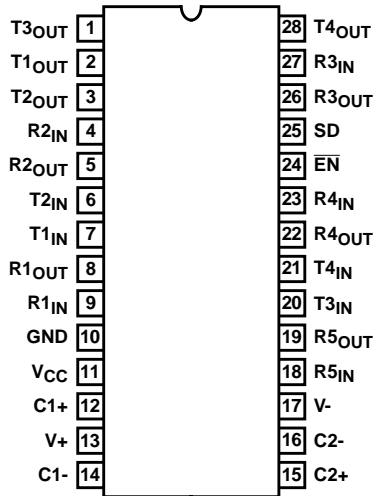 T3OUT 1 28 T4OUT
T1OUT 2 27 R3IN
T2OUT 3 26 R3OUT
R2IN 4 25 SD
R2OUT 5 24 E̅N̅
T2IN 6 23 R4IN
T1IN 7 22 R4OUT
R1OUT 8 21 T4IN
R1IN 9 20 T3IN
GND 10 19 R5OUT
VCC 11 18 R5IN
C1+ 12 17 V-
V+ 13 16 C2-
C1- 14 15 C2+